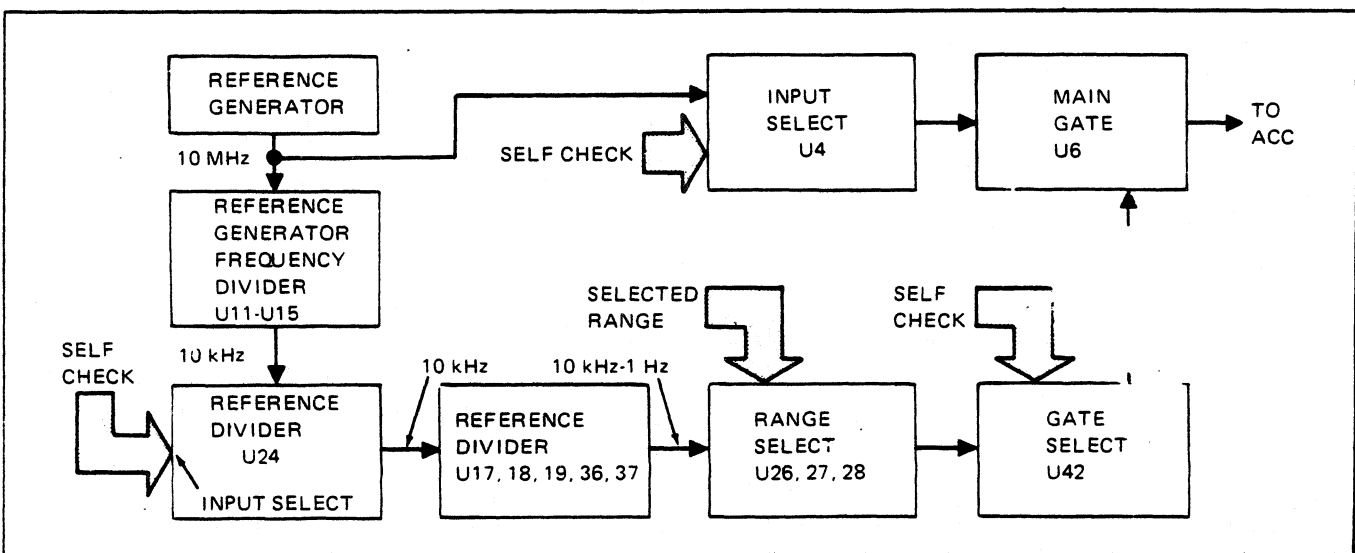 REFERENCE
GENERATOR
10 MHz
SELF CHECK
INPUT
SELECT
U4
MAIN
GATE
U6
TO
ACC
REFERENCE
GENERATOR
FREQUENCY
DIVIDER
U11-U15
10 kHz
SELF
CHECK
REFERENCE
DIVIDER
U24
INPUT SELECT
10 kHz
REFERENCE
DIVIDER
U17, 18, 19, 36, 37
10 kHz-1 Hz
SELECTED
RANGE
RANGE
SELECT
U26, 27, 28
SELF
CHECK
GATE
SELECT
U42